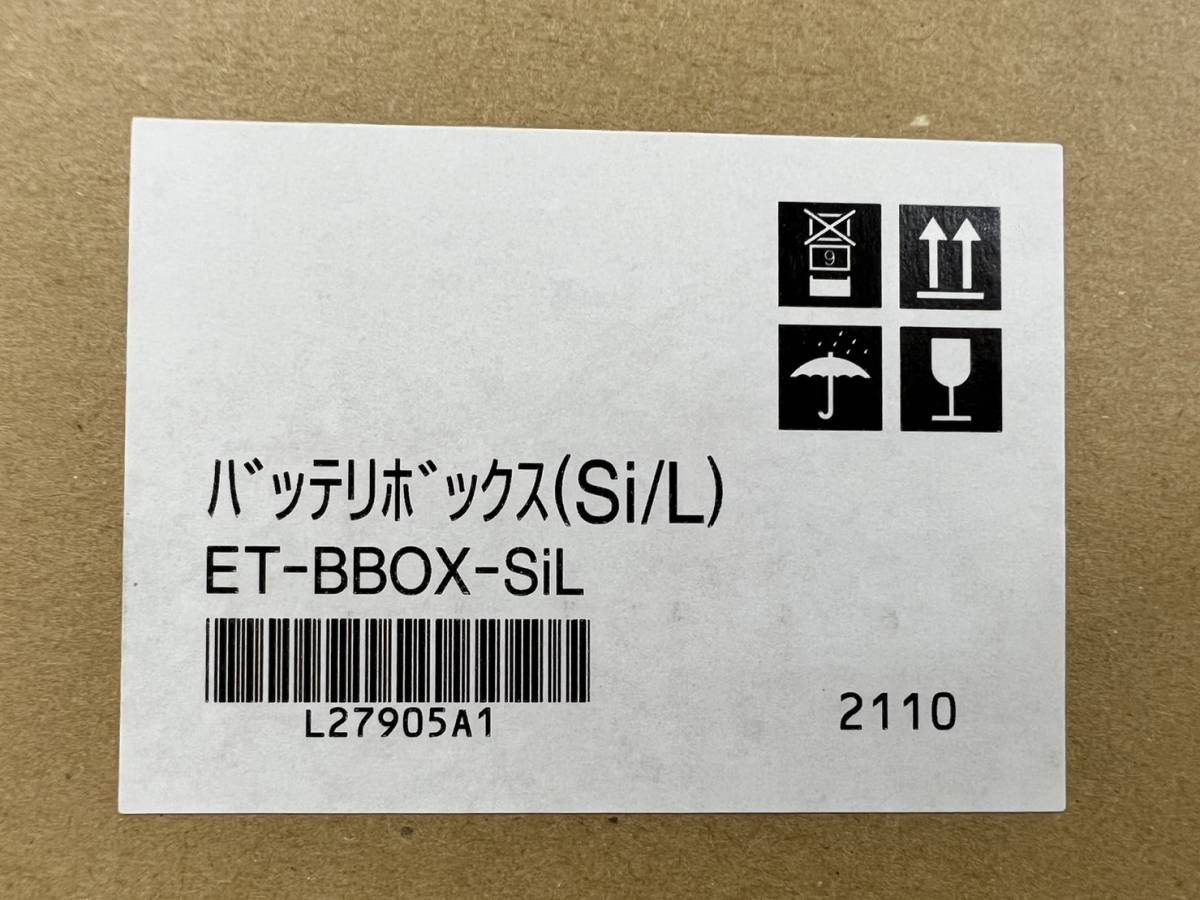 9
ﾊﾞｯﾃﾘﾎﾞｯｸｽ(Si/L)
ET-BBOX-SiL
L27905A1
2110